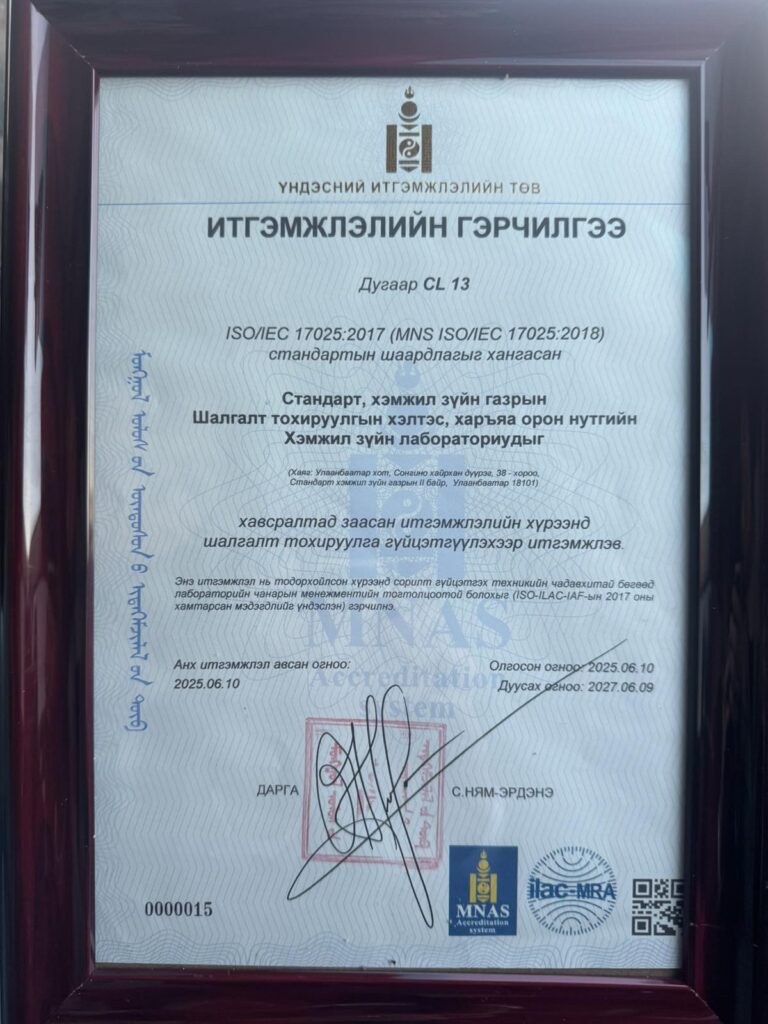 ҮНДЭСНИЙ ИТГЭМЖЛЭЛИЙН ТӨВ
ИТГЭМЖЛЭЛИЙН ГЭРЧИЛГЭЭ
Дугаар CL 13
ISO/IEC 17025:2017 (MNS ISO/IEC 17025:2018)
стандартын шаардлагыг хангасан
Стандарт, хэмжил зүйн газрын
Шалгалт тохируулгын хэлтэс, харъяа орон нутгийн
Хэмжил зүйн лабораториудыг
(Хаяг: Улаанбаатар хот, Сонгино хайрхан дүүрэг, 38 - хороо,
Стандарт хэмжил зүйн газрын II байр, Улаанбаатар 18101)
хавсралтад заасан итгэмжлэлийн хүрээнд
шалгалт тохируулга гүйцэтгүүлэхээр итгэмжлэв.
Энэ итгэмжлэл нь тодорхойлсон хүрээнд сорилт гүйцэтгэх техникийн чадавхитай бөгөөд
лабораторийн чанарын менежментийн тогтолцоотой болохыг (ISO-ILAC-IAF-ын 2017 оны
хамтарсан мэдэгдлийг үндэслэн) гэрчилнэ.
MNAS
Accreditation
system
Анх итгэмжлэл авсан огноо:
2025.06.10
Олгосон огноо: 2025.06.10
Дуусах огноо: 2027.06.09
ДАРГА
С.НЯМ-ЭРДЭНЭ
0000015
MNAS
Accreditation
system
ilac-MRA